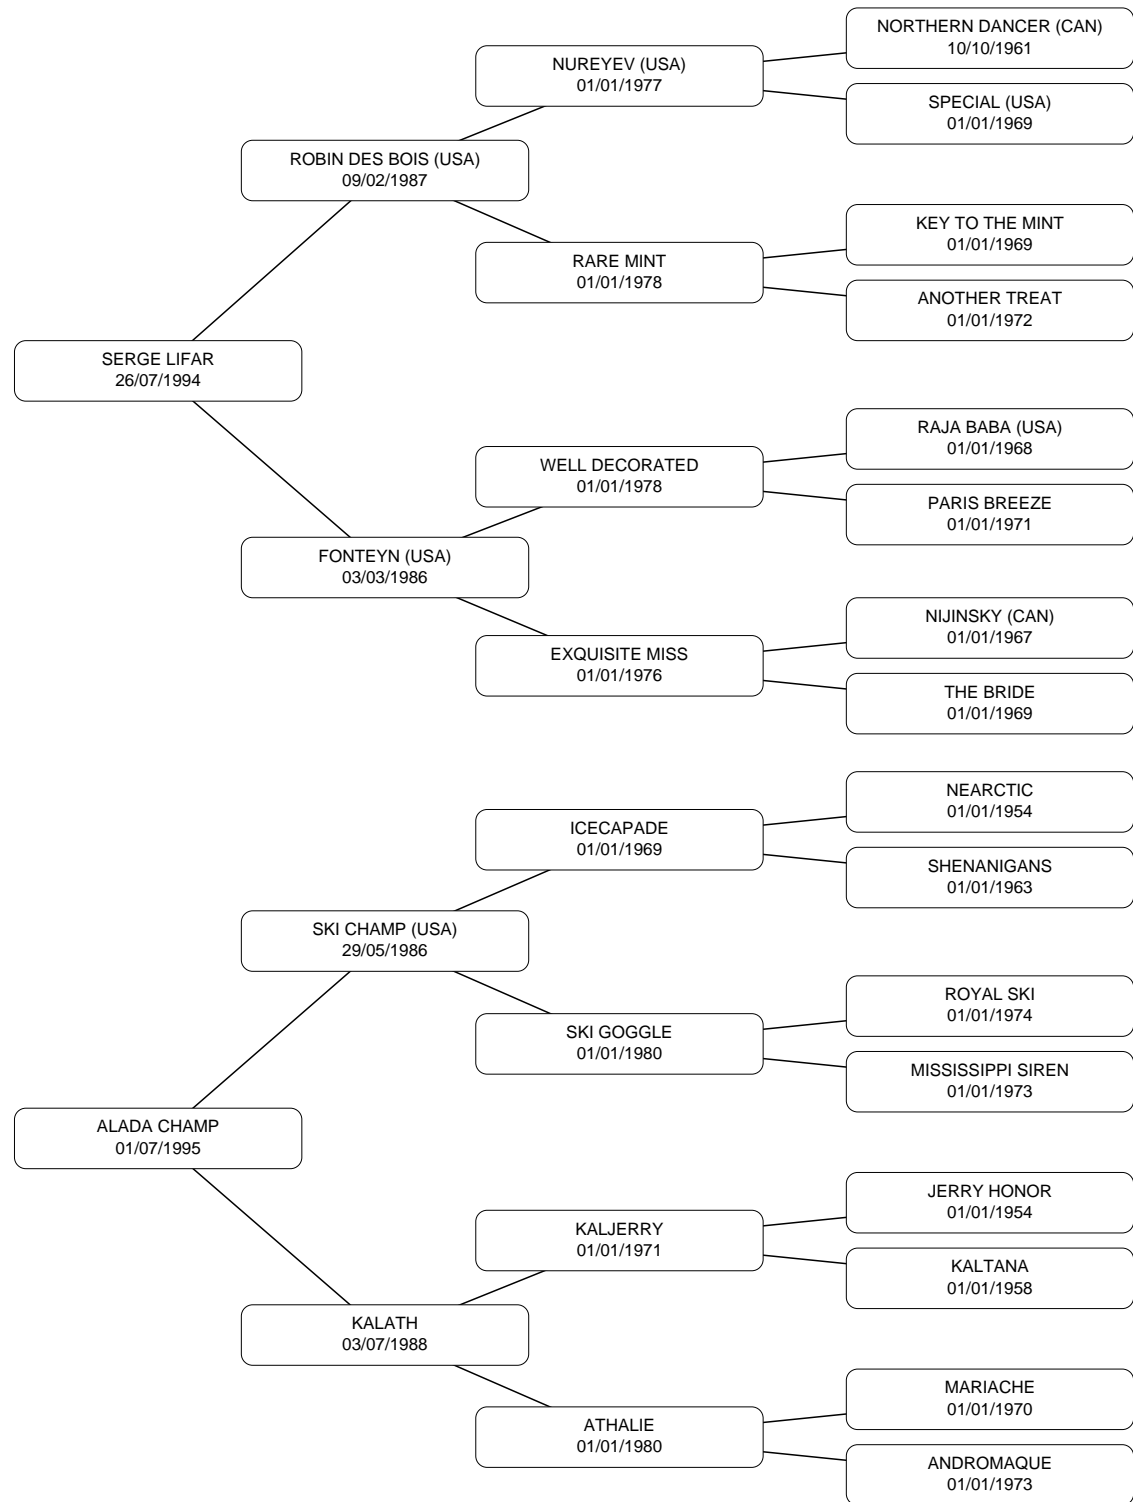 NORTHERN DANCER (CAN)
10/10/1961
NUREYEV (USA)
01/01/1977
SPECIAL (USA)
01/01/1969
ROBIN DES BOIS (USA)
09/02/1987
KEY TO THE MINT
01/01/1969
RARE MINT
01/01/1978
ANOTHER TREAT
01/01/1972
SERGE LIFAR
26/07/1994
RAJA BABA (USA)
01/01/1968
WELL DECORATED
01/01/1978
PARIS BREEZE
01/01/1971
FONTEYN (USA)
03/03/1986
NIJINSKY (CAN)
01/01/1967
EXQUISITE MISS
01/01/1976
THE BRIDE
01/01/1969
NEARCTIC
01/01/1954
ICECAPADE
01/01/1969
SHENANIGANS
01/01/1963
SKI CHAMP (USA)
29/05/1986
ROYAL SKI
01/01/1974
SKI GOGGLE
01/01/1980
MISSISSIPPI SIREN
01/01/1973
ALADA CHAMP
01/07/1995
JERRY HONOR
01/01/1954
KALJERRY
01/01/1971
KALTANA
01/01/1958
KALATH
03/07/1988
MARIACHE
01/01/1970
ATHALIE
01/01/1980
ANDROMAQUE
01/01/1973